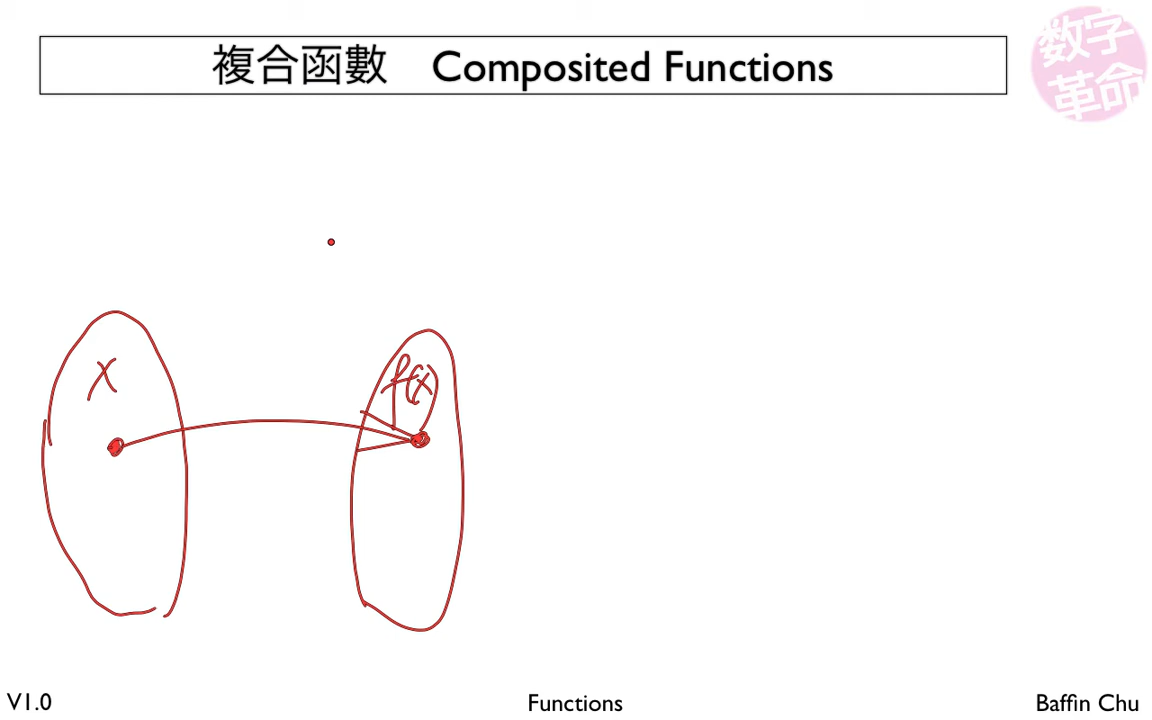 複合函數 Composited Functions
数字
革命
x
f(x)
V1.0
Functions
Baffin Chu